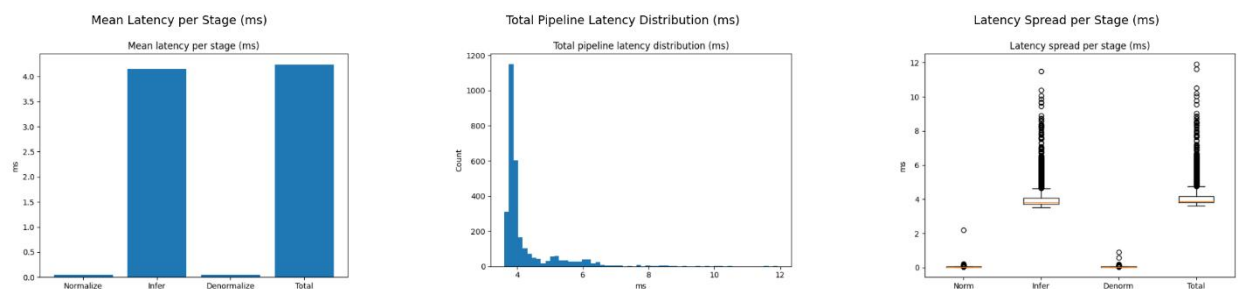 Mean Latency per Stage (ms)
Mean latency per stage (ms)
4.0
3.5
3.0
2.5
2.0
1.5
1.0
0.5
0.0
ms
Normalize Infer Denormalize Total
Total Pipeline Latency Distribution (ms)
Total pipeline latency distribution (ms)
1200
1000
800
600
400
200
0
Count
4 6 8 10 12
ms
Latency Spread per Stage (ms)
Latency spread per stage (ms)
12
10
8
6
4
2
0
ms
Norm Infer Denorm Total